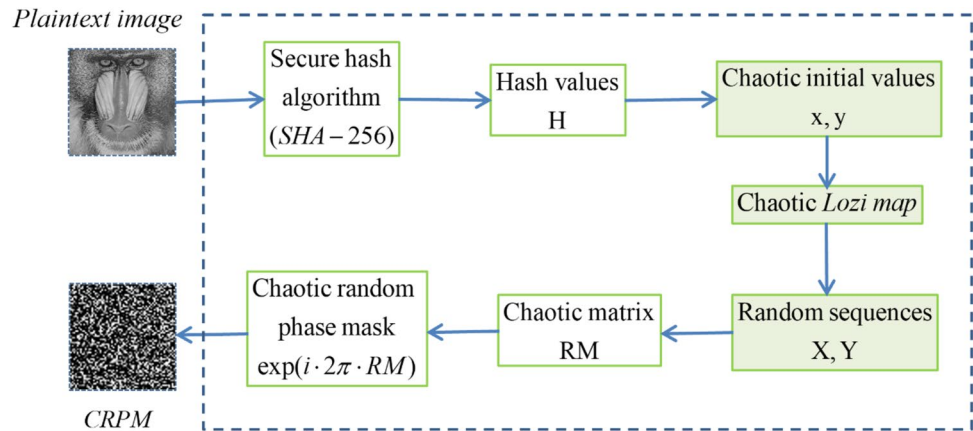 Plaintext image
Secure hash
algorithm
(SHA − 256)
Hash values
H
Chaotic initial values
x, y
Chaotic Lozi map
Random sequences
X, Y
Chaotic matrix
RM
Chaotic random
phase mask
exp(i · 2π · RM)
CRPM